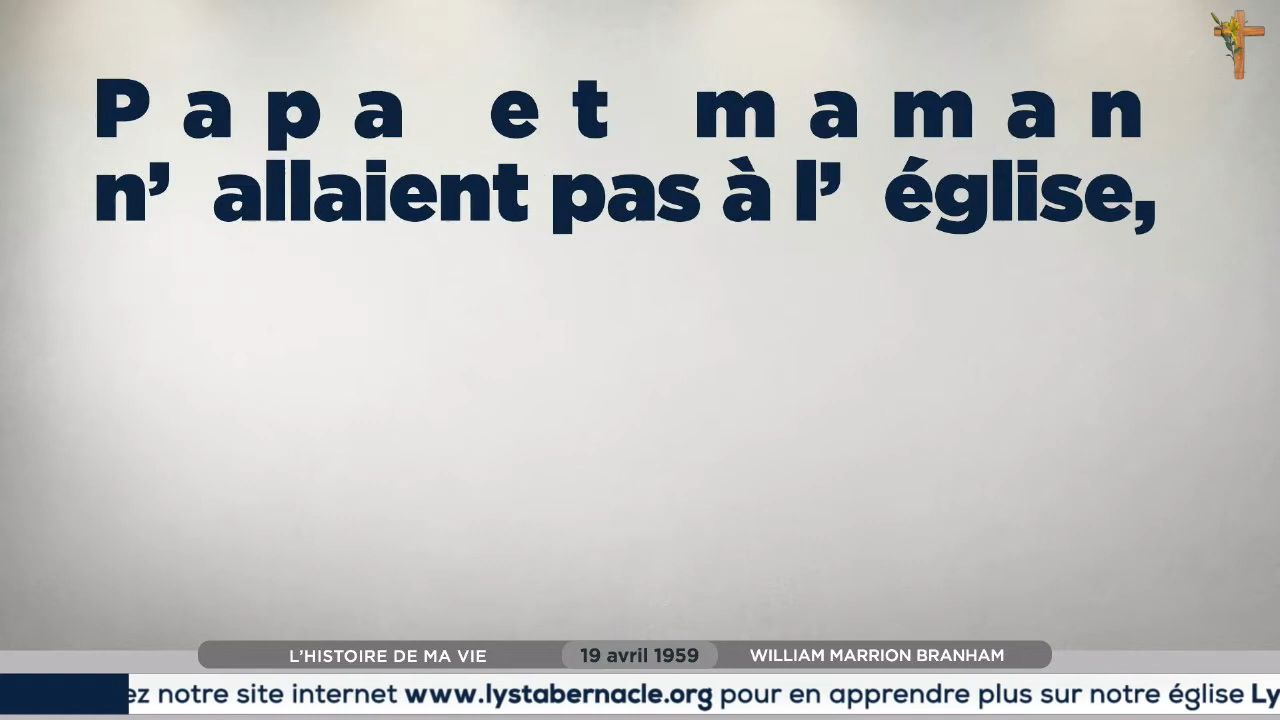 Papa et maman
n’ allaient pas à l’ église,
L’HISTOIRE DE MA VIE 19 avril 1959 WILLIAM MARRION BRANHAM
ez notre site internet www.lystabernacle.org pour en apprendre plus sur notre église Ly